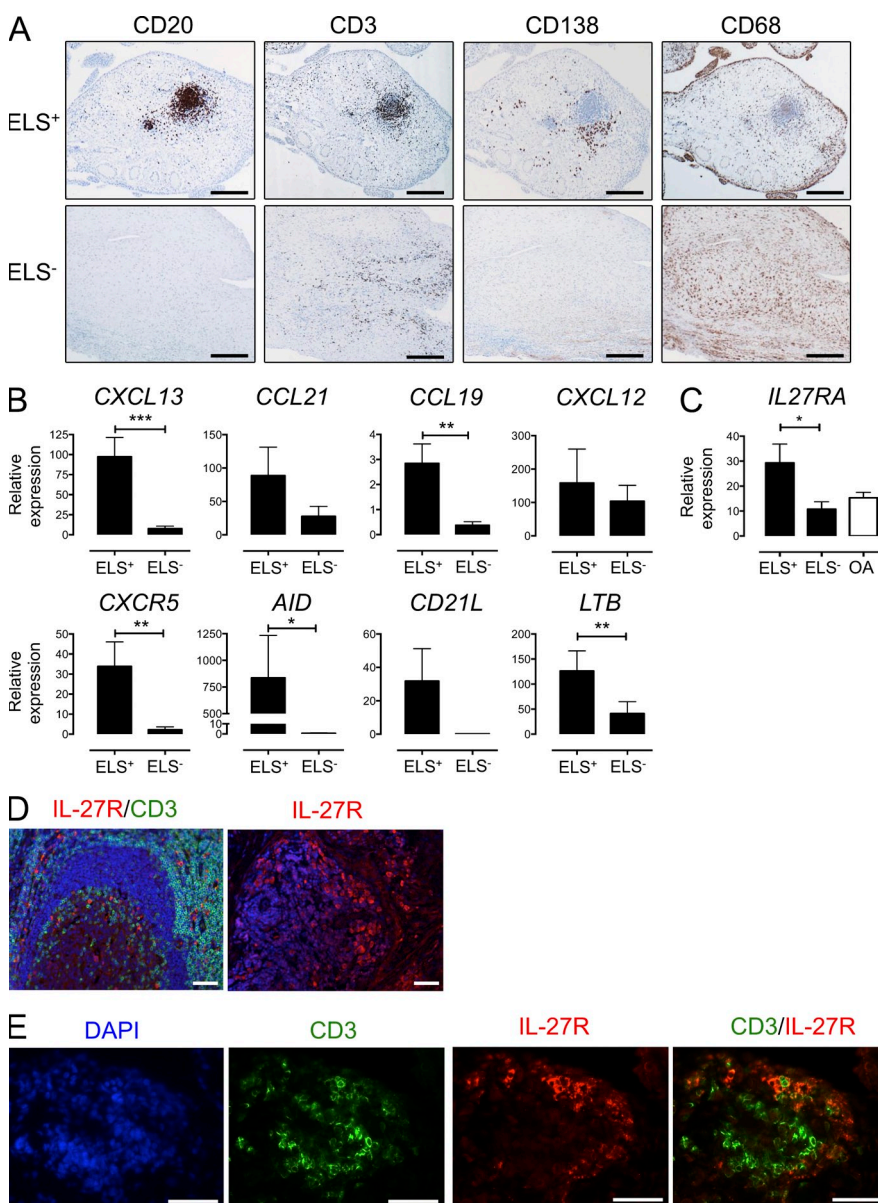 A
CD20 CD3 CD138 CD68
ELS⁺
ELS⁻
B
CXCL13 CCL21 CCL19 CXCL12
C
IL27RA
*** ** *
Relative expression
125 100 75 50 25 0
150 100 50 0
4 3 2 1 0
300 200 100 0
Relative expression
40 30 20 10 0
ELS⁺ ELS⁻ ELS⁺ ELS⁻ ELS⁺ ELS⁻ ELS⁺ ELS⁻ ELS⁺ ELS⁻ OA
CXCR5 AID CD21L LTB
** * **
Relative expression
50 40 30 20 10 0
1250 1000 750 500 10 0
60 40 20 0
200 150 100 50 0
ELS⁺ ELS⁻ ELS⁺ ELS⁻ ELS⁺ ELS⁻ ELS⁺ ELS⁻
D
IL-27R/CD3 IL-27R
E
DAPI CD3 IL-27R CD3/IL-27R